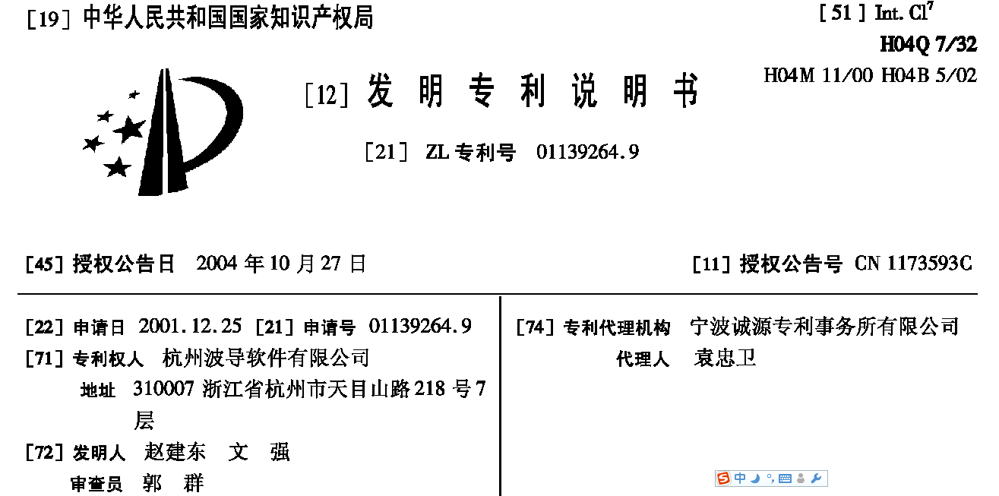 [19] 中华人民共和国国家知识产权局
[51] Int. Cl7
H04Q 7/32
H04M 11/00 H04B 5/02
[12] 发明专利说明书
[21] ZL 专利号 01139264.9
[45] 授权公告日 2004 年 10 月 27 日
[11] 授权公告号 CN 1173593C
[22] 申请日 2001.12.25 [21] 申请号 01139264.9
[71] 专利权人 杭州波导软件有限公司
地址 310007 浙江省杭州市天目山路 218 号 7
层
[72] 发明人 赵建东 文 强
审查员 郭 群
[74] 专利代理机构 宁波诚源专利事务所有限公司
代理人 袁忠卫
S 中